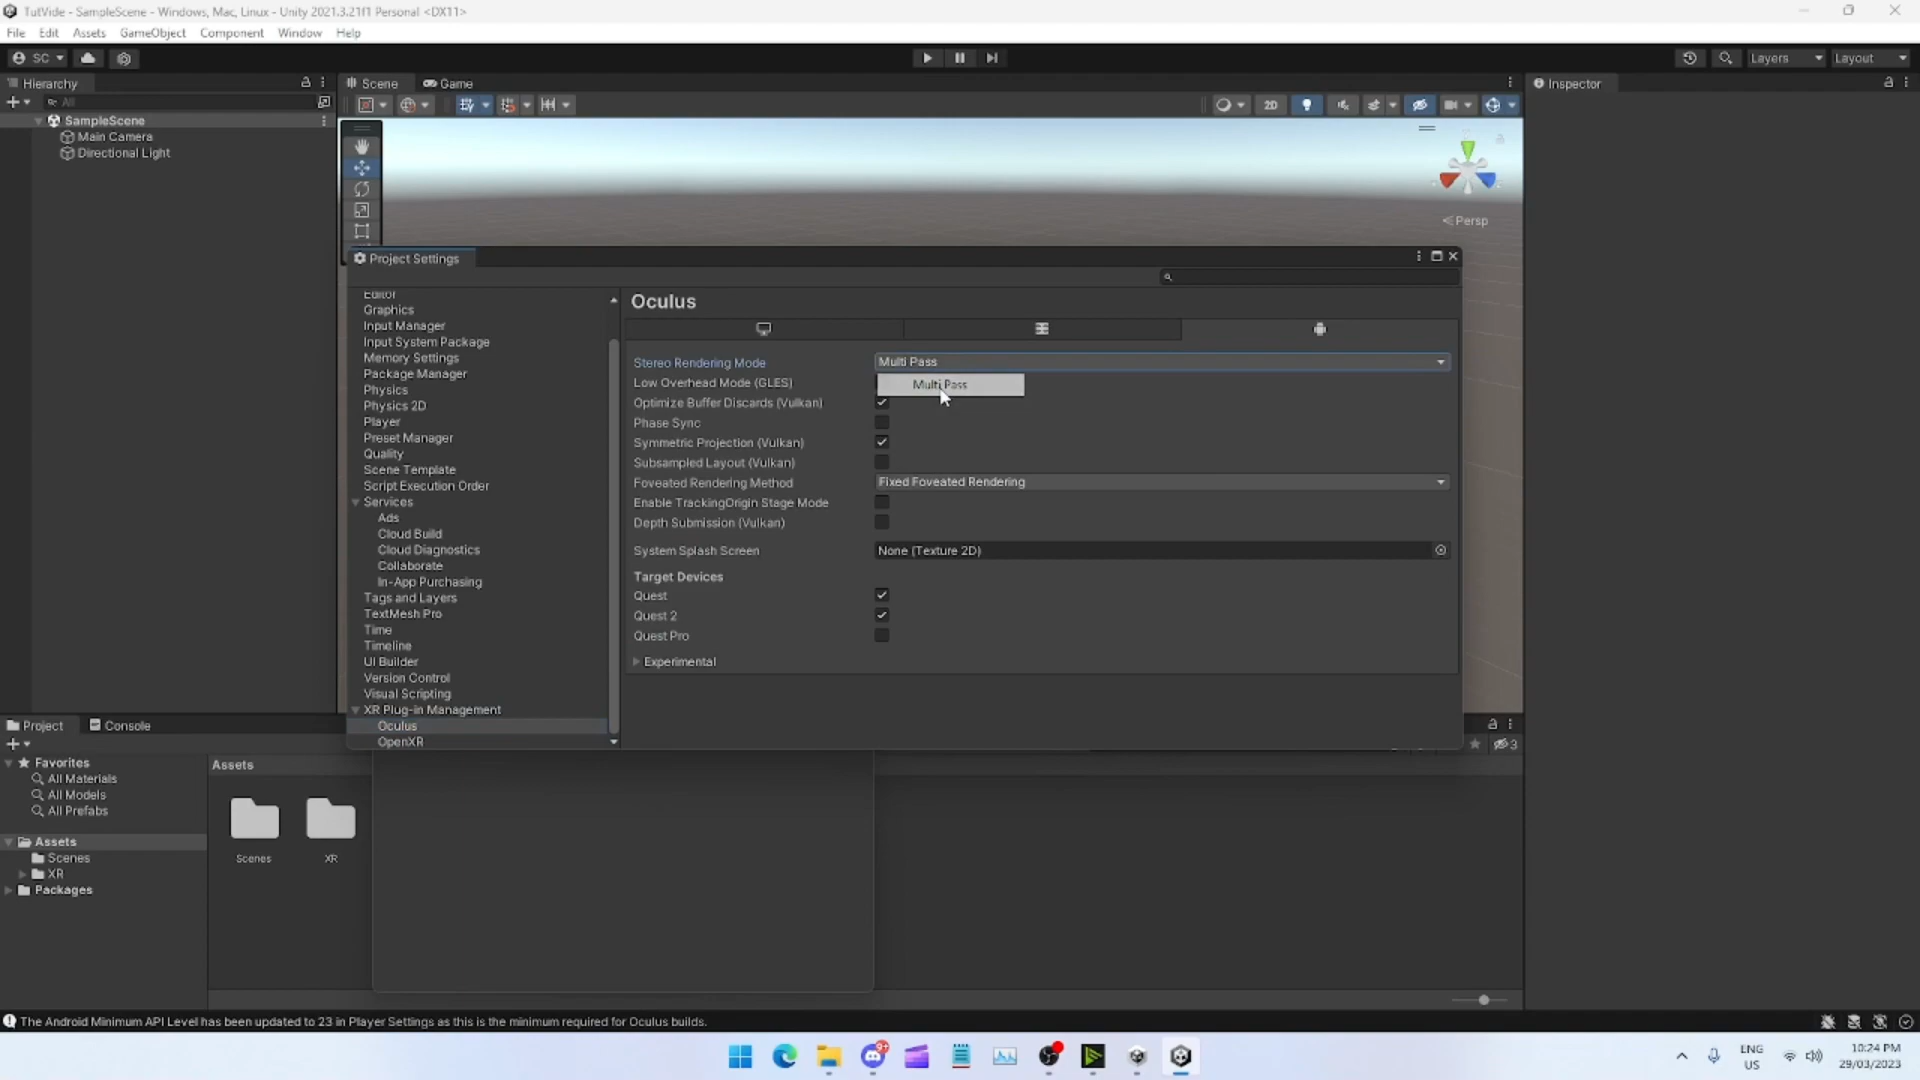 TutVide - SampleScene - Windows, Mac, Linux - Unity 2021.3.21f1 Personal <DX11>
File Edit Assets GameObject Component Window Help
SC
Layers Layout
Hierarchy
All
Scene Game
Inspector
2D
SampleScene
Main Camera
Directional Light
Persp
Project Settings
Editor
Graphics
Input Manager
Input System Package
Memory Settings
Package Manager
Physics
Physics 2D
Player
Preset Manager
Quality
Scene Template
Script Execution Order
Services
Ads
Cloud Build
Cloud Diagnostics
Collaborate
In-App Purchasing
Tags and Layers
TextMesh Pro
Time
Timeline
UI Builder
Version Control
Visual Scripting
XR Plug-in Management
Oculus
OpenXR
Oculus
Stereo Rendering Mode Multi Pass
Multi Pass
Low Overhead Mode (GLES)
Optimize Buffer Discards (Vulkan)
Phase Sync
Symmetric Projection (Vulkan)
Subsampled Layout (Vulkan)
Foveated Rendering Method Fixed Foveated Rendering
Enable TrackingOrigin Stage Mode
Depth Submission (Vulkan)
System Splash Screen None (Texture 2D)
Target Devices
Quest
Quest 2
Quest Pro
Experimental
Project Console
3
Favorites
All Materials
All Models
All Prefabs
Assets
Scenes
XR
Packages
Assets
Scenes XR
The Android Minimum API Level has been updated to 23 in Player Settings as this is the minimum required for Oculus builds.
ENG
US
10:24 PM
29/03/2023